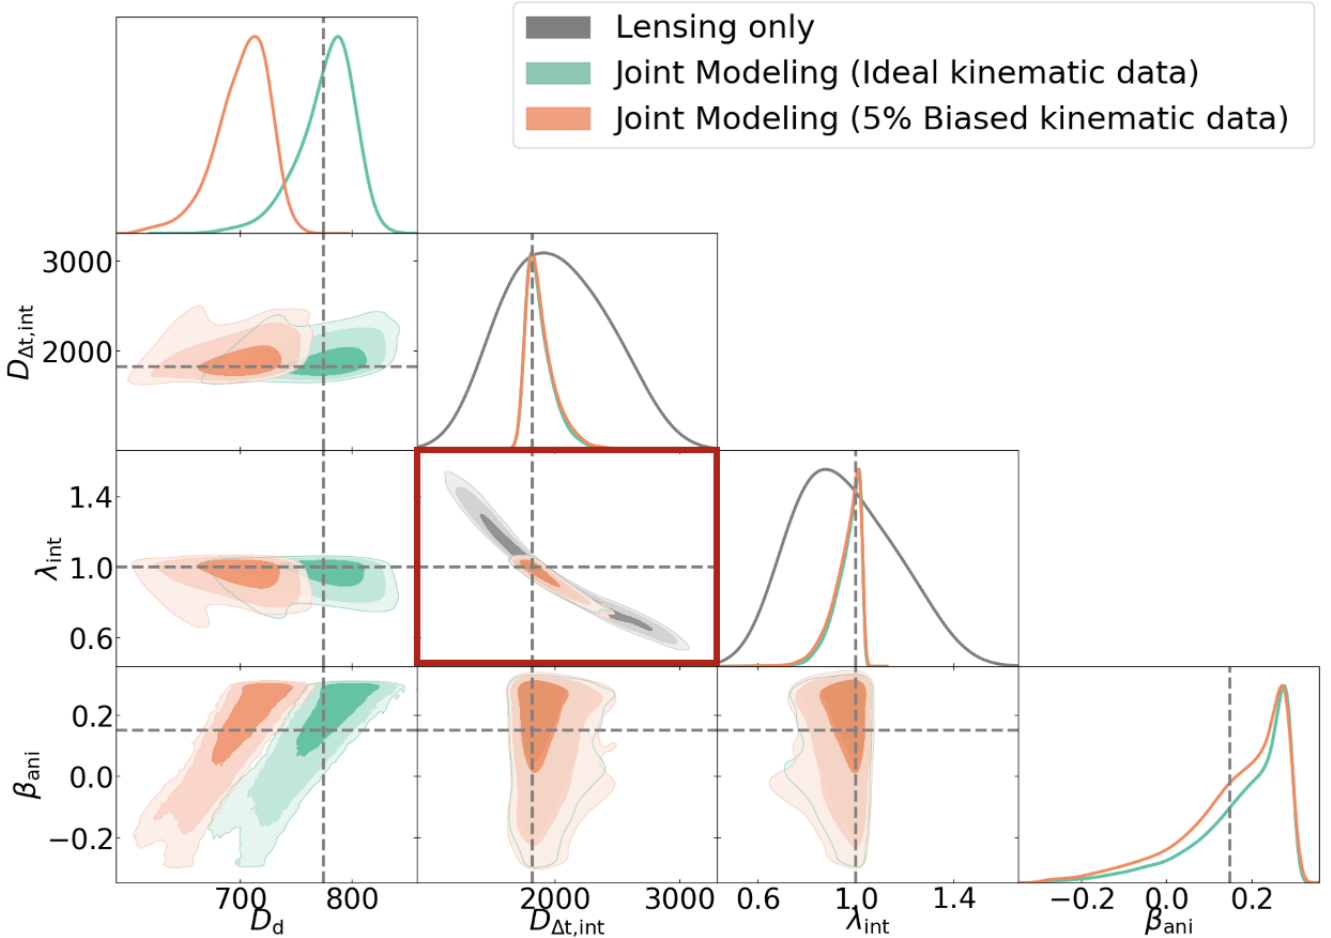 Lensing only
Joint Modeling (Ideal kinematic data)
Joint Modeling (5% Biased kinematic data)
3000
2000
D_Δt,int
1.4
1.0
0.6
λ_int
0.2
0.0
−0.2
β_ani
700 800
D_d
2000 3000
D_Δt,int
0.6 1.0 1.4
λ_int
−0.2 0.0 0.2
β_ani